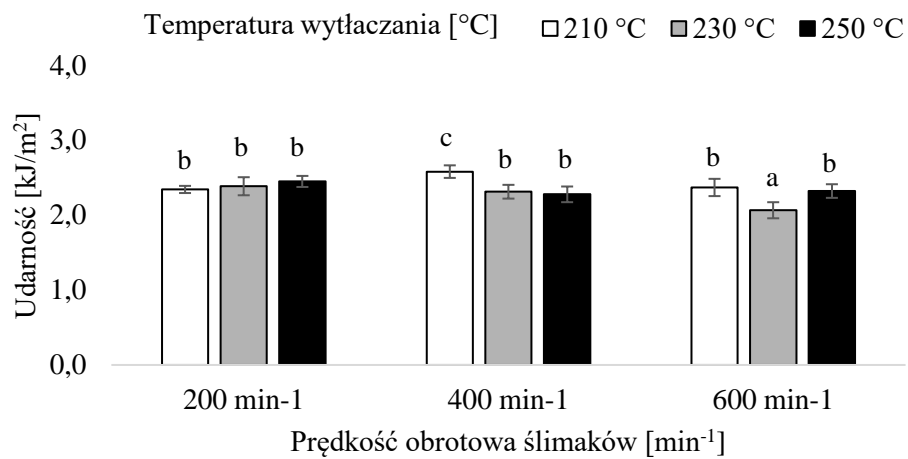 Temperatura wytłaczania [°C] 210 °C 230 °C 250 °C
4,0
3,0
2,0
1,0
0,0
Udarność [kJ/m²]
b b b c b b b a b
200 min-1 400 min-1 600 min-1
Prędkość obrotowa ślimaków [min⁻¹]